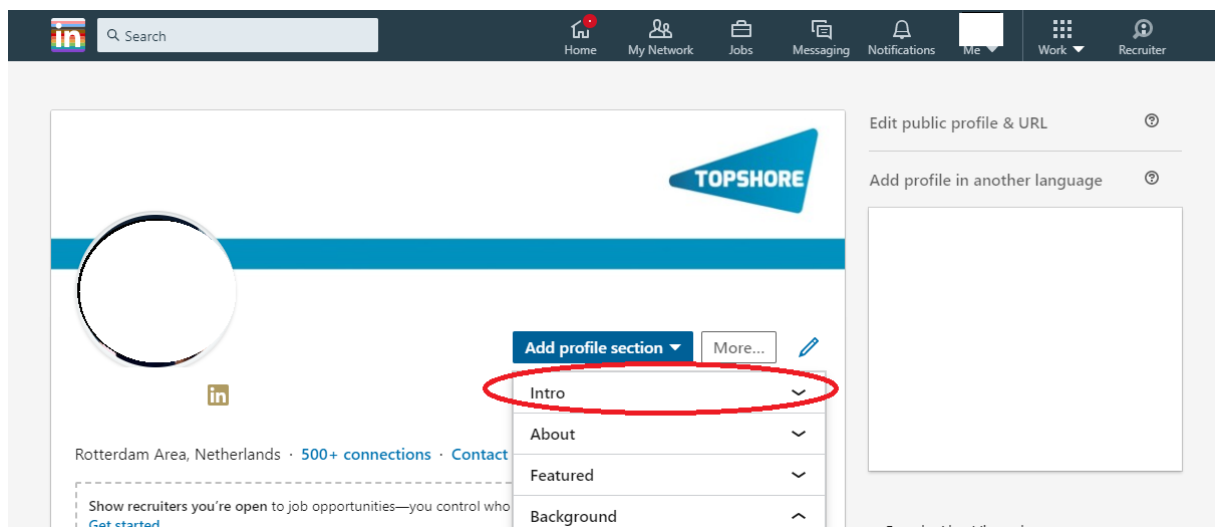 in
Search
Home
My Network
Jobs
Messaging
Notifications
Me
Work
Recruiter
TOPSHORE
Edit public profile & URL
Add profile in another language
Add profile section
More...
in
Intro
About
Featured
Background
Rotterdam Area, Netherlands · 500+ connections · Contact
Show recruiters you're open to job opportunities—you control who
Get started